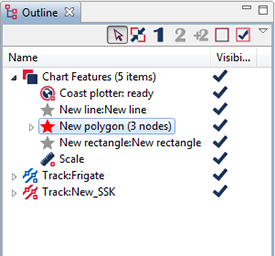 Outline
1 2 +2
Name Visibi...
Chart Features (5 items)
Coast plotter: ready
New line:New line
New polygon (3 nodes)
New rectangle:New rectangle
Scale
Track:Frigate
Track:New_SSK